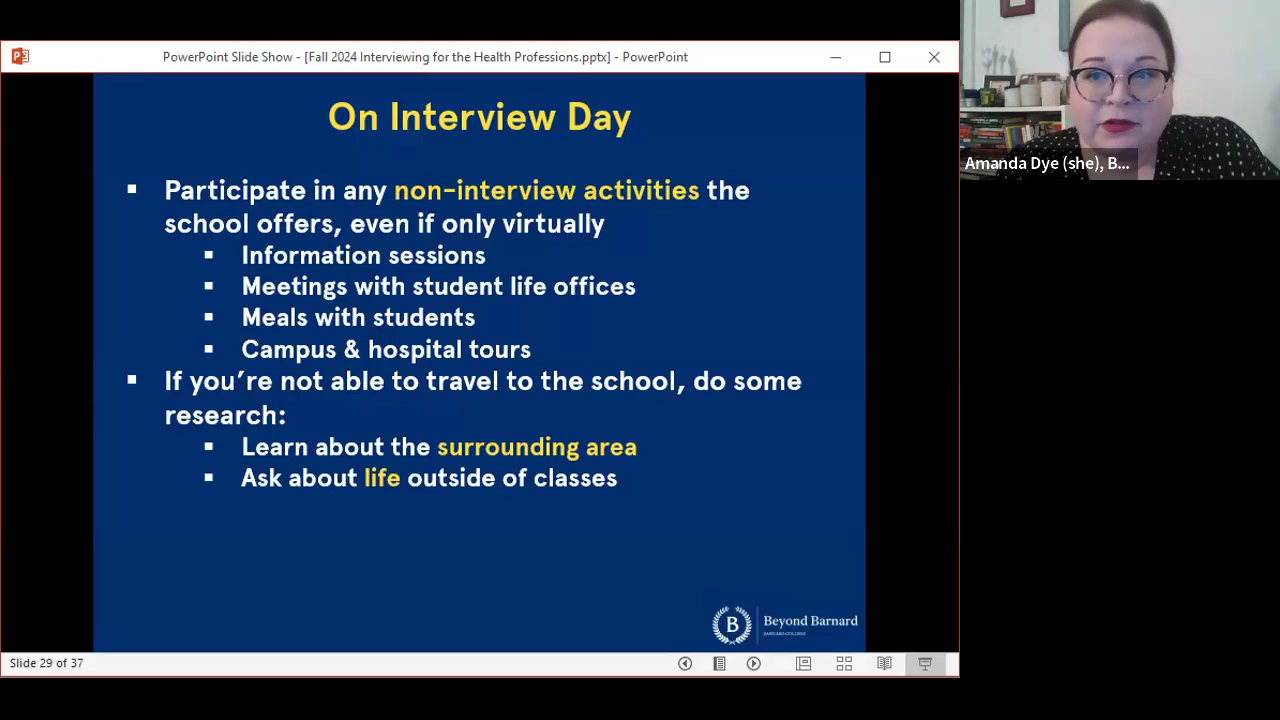 PowerPoint Slide Show - [Fall 2024 Interviewing for the Health Professions.pptx] - PowerPoint
On Interview Day
▪ Participate in any non-interview activities the
school offers, even if only virtually
▪ Information sessions
▪ Meetings with student life offices
▪ Meals with students
▪ Campus & hospital tours
▪ If you're not able to travel to the school, do some
research:
▪ Learn about the surrounding area
▪ Ask about life outside of classes
B
Beyond Barnard
BARNARD COLLEGE
Slide 29 of 37
Amanda Dye (she), B...